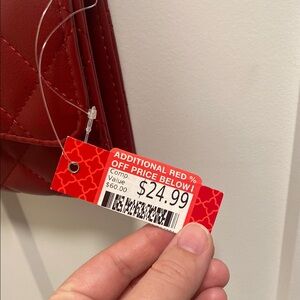 ADDITIONAL RED %
OFF PRICE BELOW!
Comp.
Value
$60.00
$24.99